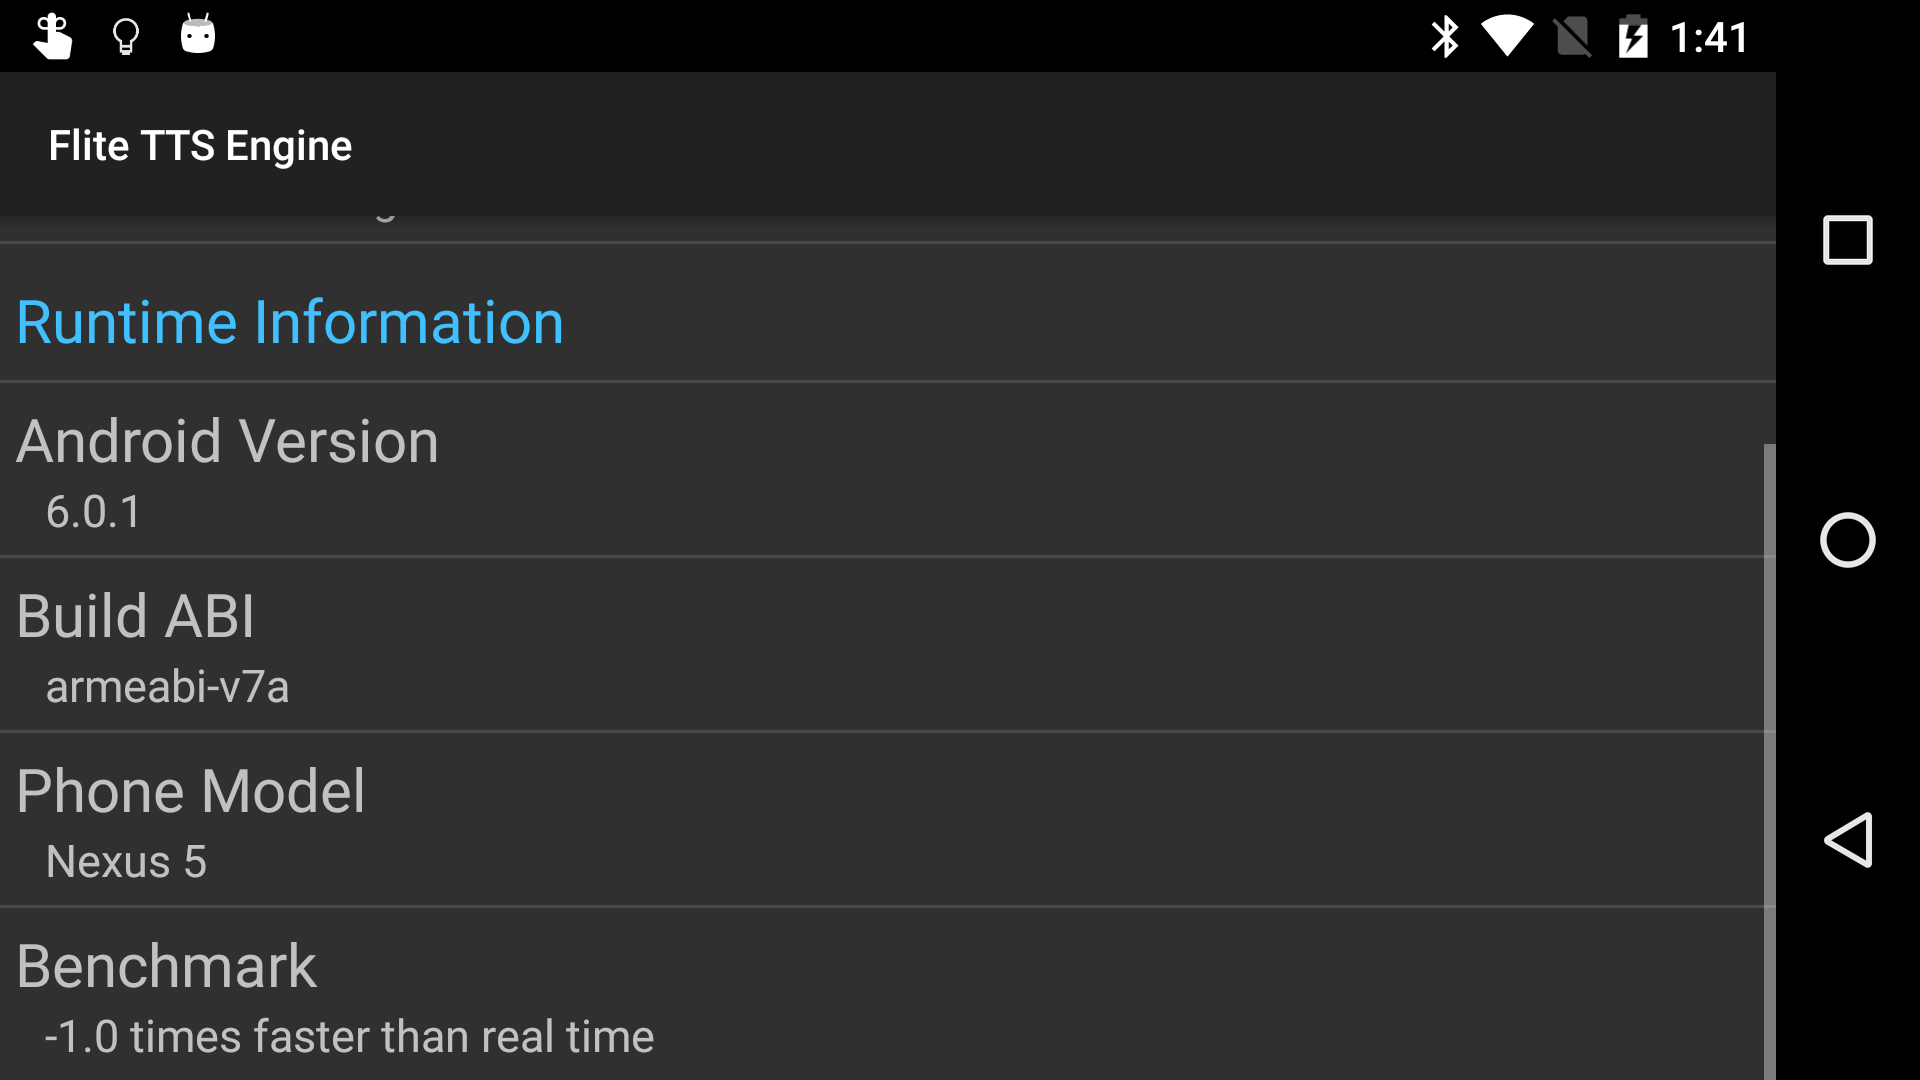 1:41
Flite TTS Engine
Runtime Information
Android Version
6.0.1
Build ABI
armeabi-v7a
Phone Model
Nexus 5
Benchmark
-1.0 times faster than real time